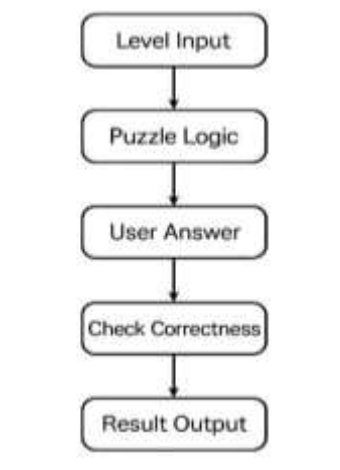 Level Input
Puzzle Logic
User Answer
Check Correctness
Result Output